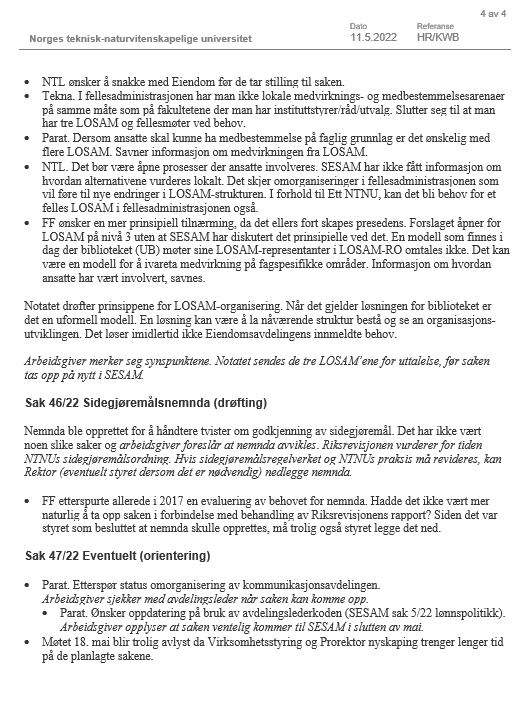 4 av 4
Dato Referanse
Norges teknisk-naturvitenskapelige universitet 11.5.2022 HR/KWB
• NTL ønsker å snakke med Eiendom før de tar stilling til saken.
• Tekna. I fellesadministrasjonen har man ikke lokale medvirknings- og medbestemmelsesarenaer
på samme måte som på fakultetene der man har instituttstyrer/råd/utvalg. Slutter seg til at man
har tre LOSAM og fellesmøter ved behov.
• Parat. Dersom ansatte skal kunne ha medbestemmelse på faglig grunnlag er det ønskelig med
flere LOSAM. Savner informasjon om medvirkningen fra LOSAM.
• NTL. Det bør være åpne prosesser der ansatte involveres. SESAM har ikke fått informasjon om
hvordan alternativene vurderes lokalt. Det skjer omorganiseringer i fellesadministrasjonen som
vil føre til nye endringer i LOSAM-strukturen. I forhold til Ett NTNU, kan det bli behov for et
felles LOSAM i fellesadministrasjonen også.
• FF ønsker en mer prinsipiell tilnærming, da det ellers fort skapes presedens. Forslaget åpner for
LOSAM på nivå 3 uten at SESAM har diskutert det prinsipielle ved det. En modell som finnes i
dag der biblioteket (UB) møter sine LOSAM-representanter i LOSAM-RO omtales ikke. Det kan
være en modell for å ivareta medvirkning på fagspesifikke områder. Informasjon om hvordan
ansatte har vært involvert, savnes.
Notatet drøfter prinsippene for LOSAM-organisering. Når det gjelder løsningen for biblioteket er
det en uformell modell. En løsning kan være å la nåværende struktur bestå og se an organisasjons-
utviklingen. Det løser imidlertid ikke Eiendomsavdelingens innmeldte behov.
Arbeidsgiver merker seg synspunktene. Notatet sendes de tre LOSAM'ene for uttalelse, før saken
tas opp på nytt i SESAM.
Sak 46/22 Sidegjøremålsnemnda (drøfting)
Nemnda ble opprettet for å håndtere tvister om godkjenning av sidegjøremål. Det har ikke vært
noen slike saker og arbeidsgiver foreslår at nemnda avvikles. Riksrevisjonen vurderer for tiden
NTNUs sidegjøremålsordning. Hvis sidegjøremålsregelverket og NTNUs praksis må revideres, kan
Rektor (eventuelt styret dersom det er nødvendig) nedlegge nemnda.
• FF etterspurte allerede i 2017 en evaluering av behovet for nemnda. Hadde det ikke vært mer
naturlig å ta opp saken i forbindelse med behandling av Riksrevisjonens rapport? Siden det var
styret som besluttet at nemnda skulle opprettes, må trolig også styret legge det ned.
Sak 47/22 Eventuelt (orientering)
• Parat. Etterspør status omorganisering av kommunikasjonsavdelingen.
Arbeidsgiver sjekker med avdelingsleder når saken kan komme opp.
• Parat. Ønsker oppdatering på bruk av avdelingslederkoden (SESAM sak 5/22 lønnspolitikk).
Arbeidsgiver opplyser at saken ventelig kommer til SESAM i slutten av mai.
• Møtet 18. mai blir trolig avlyst da Virksomhetsstyring og Prorektor nyskaping trenger lenger tid
på de planlagte sakene.